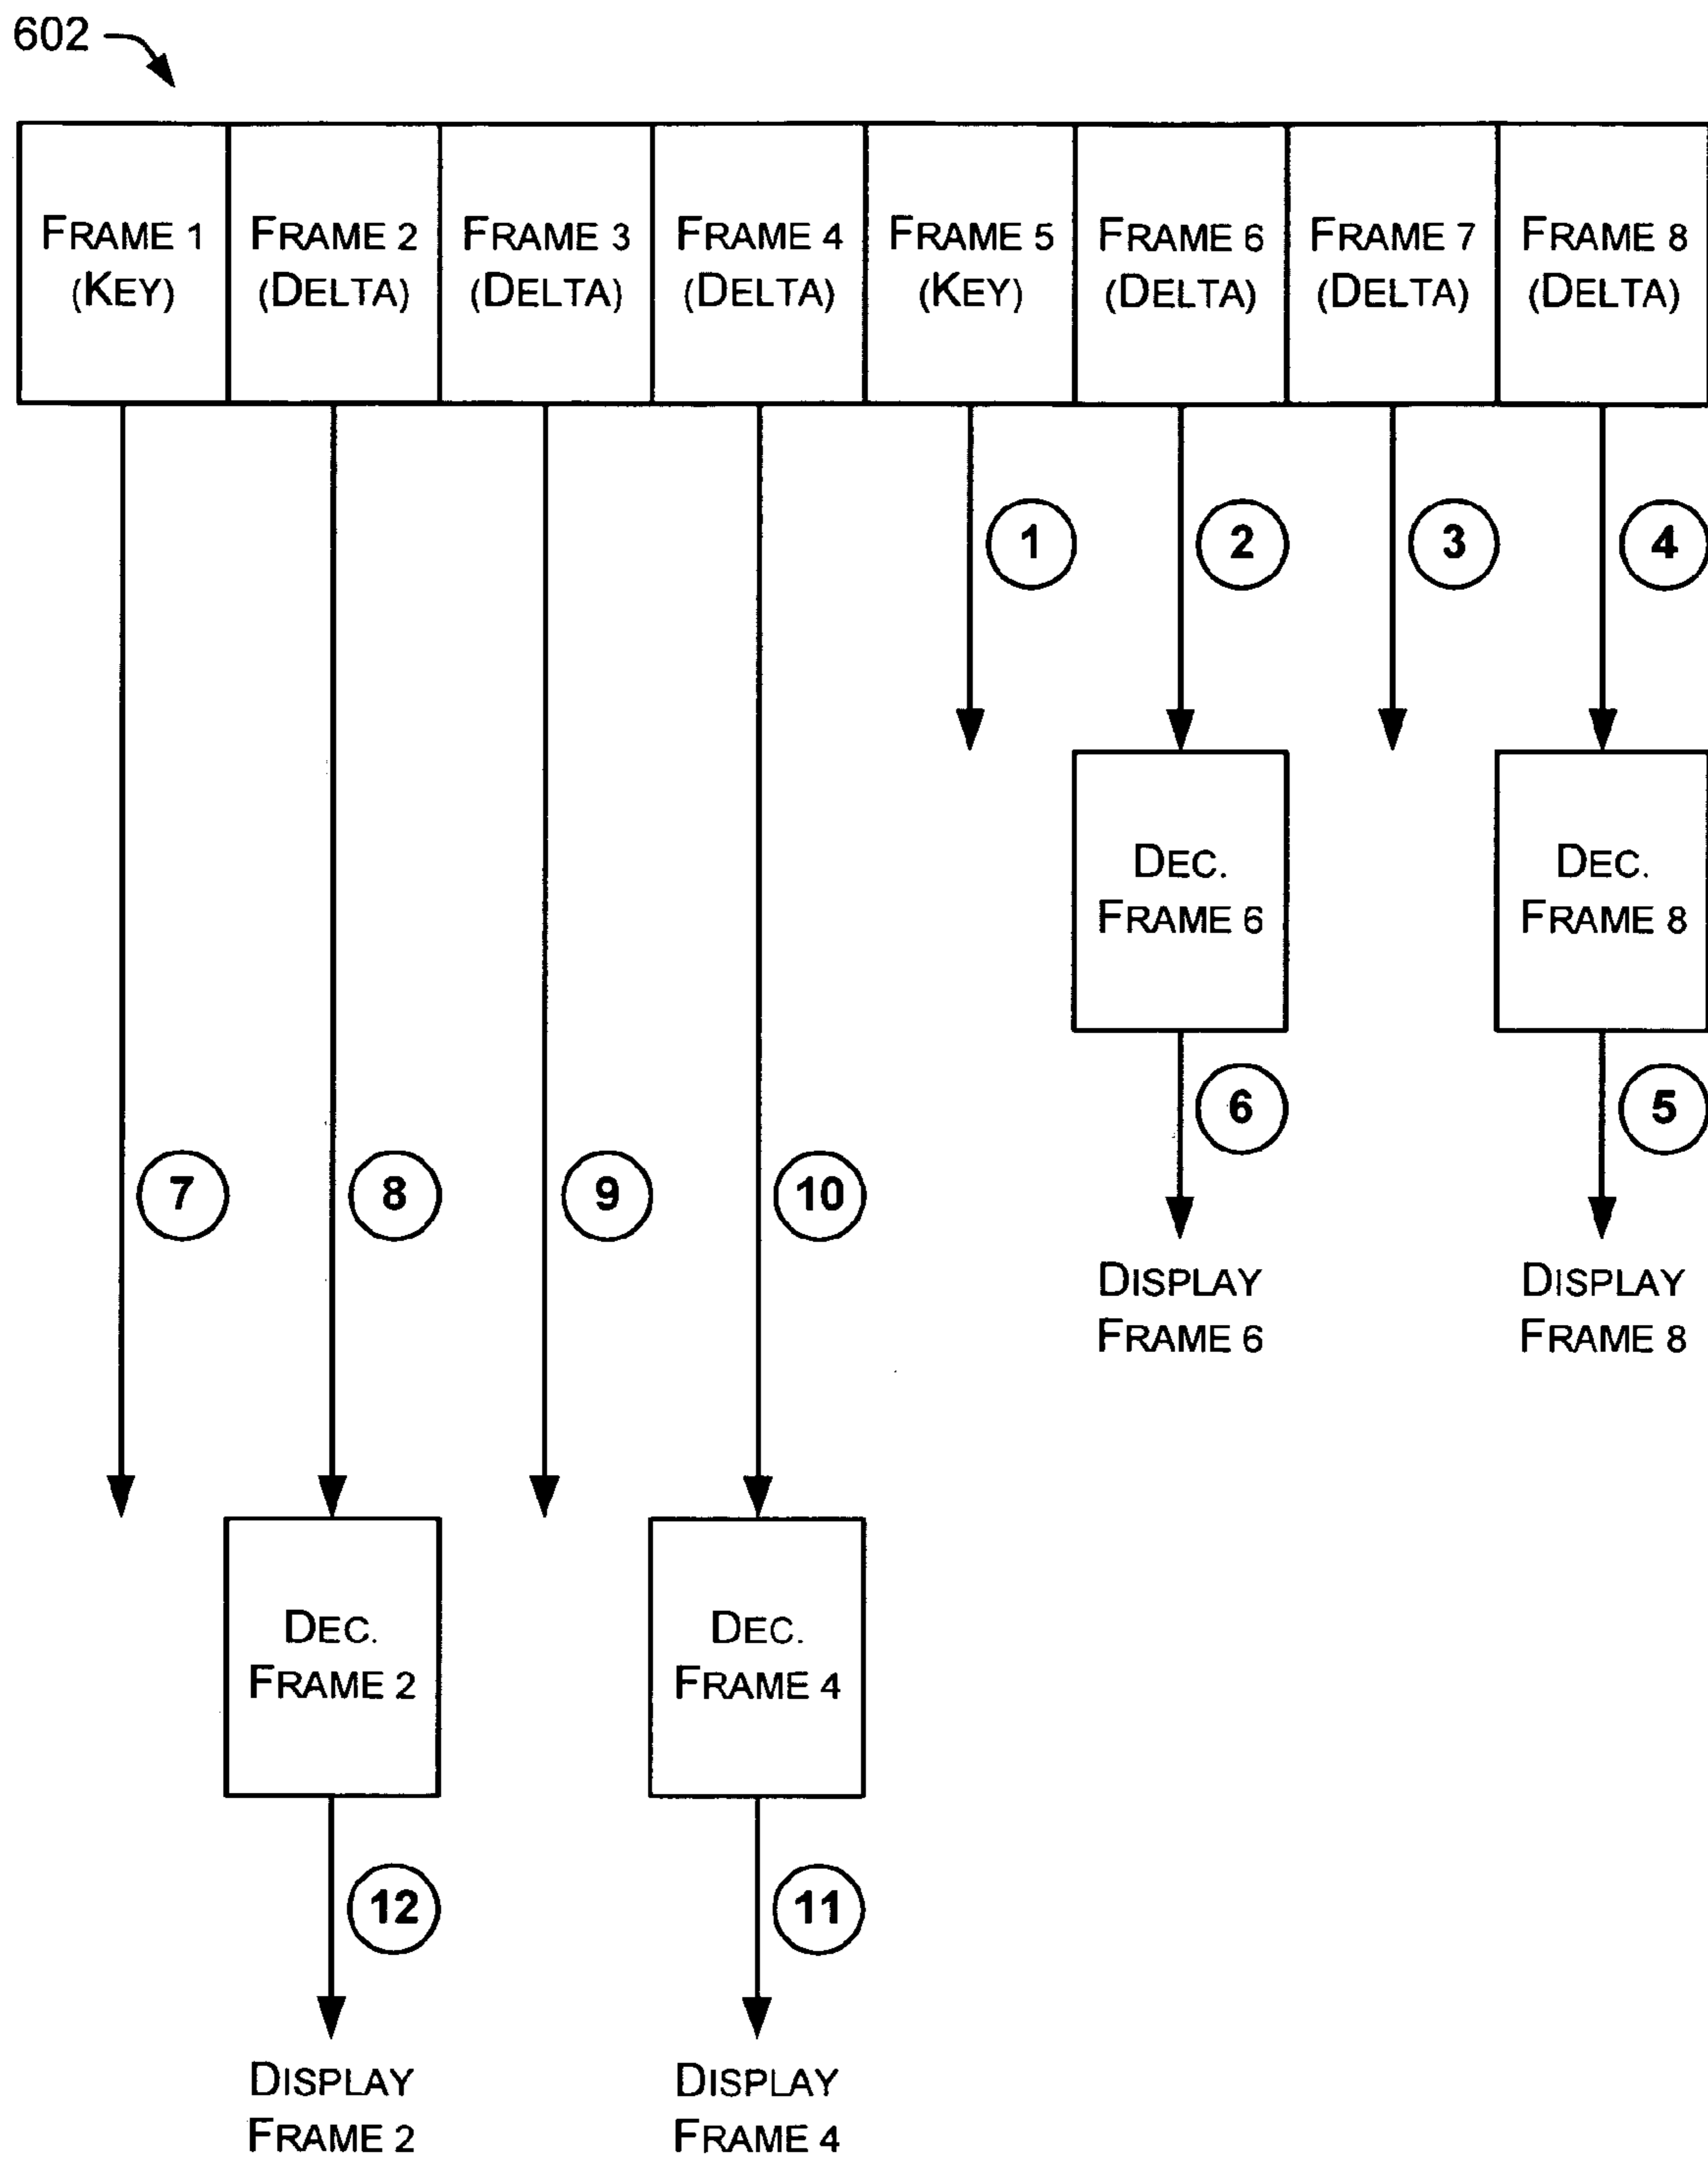 602
FRAME 1 (KEY)
FRAME 2 (DELTA)
FRAME 3 (DELTA)
FRAME 4 (DELTA)
FRAME 5 (KEY)
FRAME 6 (DELTA)
FRAME 7 (DELTA)
FRAME 8 (DELTA)
1
2
3
4
DEC. FRAME 6
DEC. FRAME 8
6
5
7
8
9
10
DISPLAY FRAME 6
DISPLAY FRAME 8
DEC. FRAME 2
DEC. FRAME 4
12
11
DISPLAY FRAME 2
DISPLAY FRAME 4